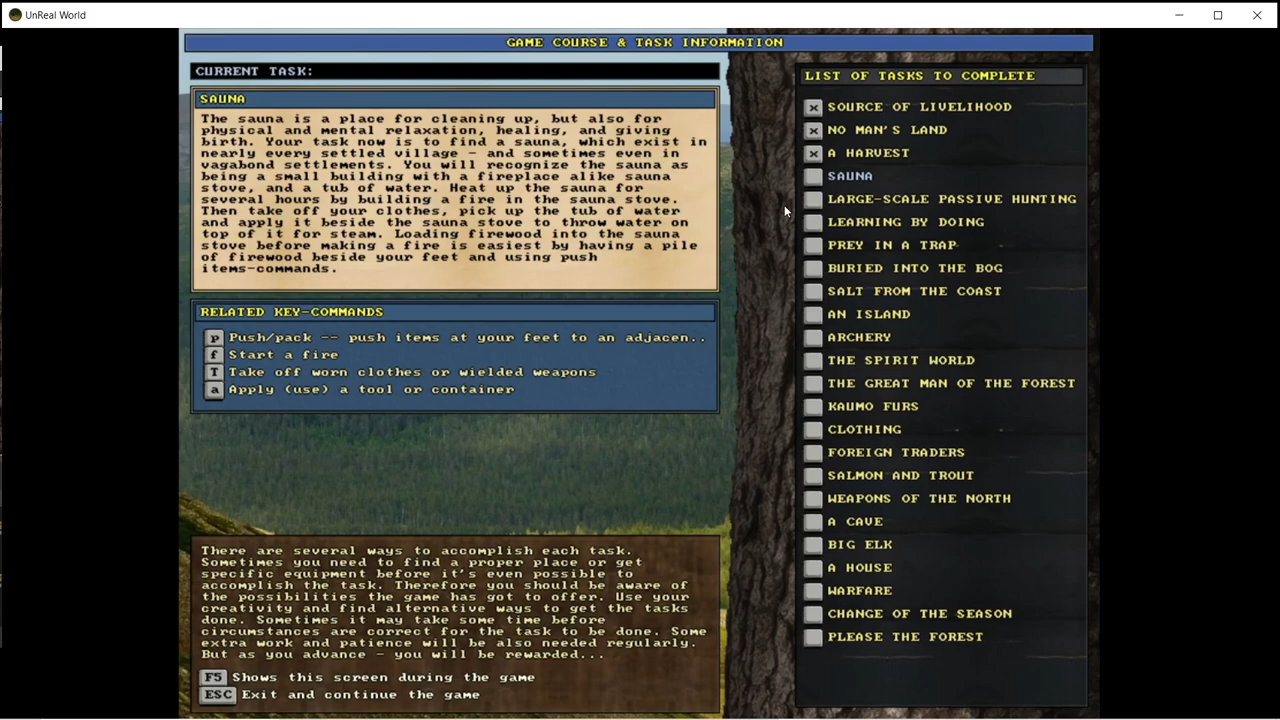 UnReal World
GAME COURSE & TASK INFORMATION
CURRENT TASK:
SAUNA
The sauna is a place for cleaning up, but also for
physical and mental relaxation, healing, and giving
birth. Your task now is to find a sauna, which exist in
nearly every settled village - and sometimes even in
vagabond settlements. You will recognize the sauna as
being a small building with a fireplace alike sauna
stove, and a tub of water. Heat up the sauna for
several hours by building a fire in the sauna stove.
Then take off your clothes, pick up the tub of water
and apply it beside the sauna stove to throw water on
top of it for steam. Loading firewood into the sauna
stove before making a fire is easiest by having a pile
of firewood beside your feet and using push
items-commands.
RELATED KEY-COMMANDS
p Push/pack -- push items at your feet to an adjacen..
f Start a fire
T Take off worn clothes or wielded weapons
a Apply (use) a tool or container
There are several ways to accomplish each task.
Sometimes you need to find a proper place or get
specific equipment before it's even possible to
accomplish the task. Therefore you should be aware of
the possibilities the game has got to offer. Use your
creativity and find alternative ways to get the tasks
done. Sometimes it may take some time before
circumstances are correct for the task to be done. Some
extra work and patience will be also needed regularly.
But as you advance - you will be rewarded...
F5 Shows this screen during the game
ESC Exit and continue the game
LIST OF TASKS TO COMPLETE
x SOURCE OF LIVELIHOOD
x NO MAN'S LAND
x A HARVEST
SAUNA
LARGE-SCALE PASSIVE HUNTING
LEARNING BY DOING
PREY IN A TRAP
BURIED INTO THE BOG
SALT FROM THE COAST
AN ISLAND
ARCHERY
THE SPIRIT WORLD
THE GREAT MAN OF THE FOREST
KAUMO FURS
CLOTHING
FOREIGN TRADERS
SALMON AND TROUT
WEAPONS OF THE NORTH
A CAVE
BIG ELK
A HOUSE
WARFARE
CHANGE OF THE SEASON
PLEASE THE FOREST